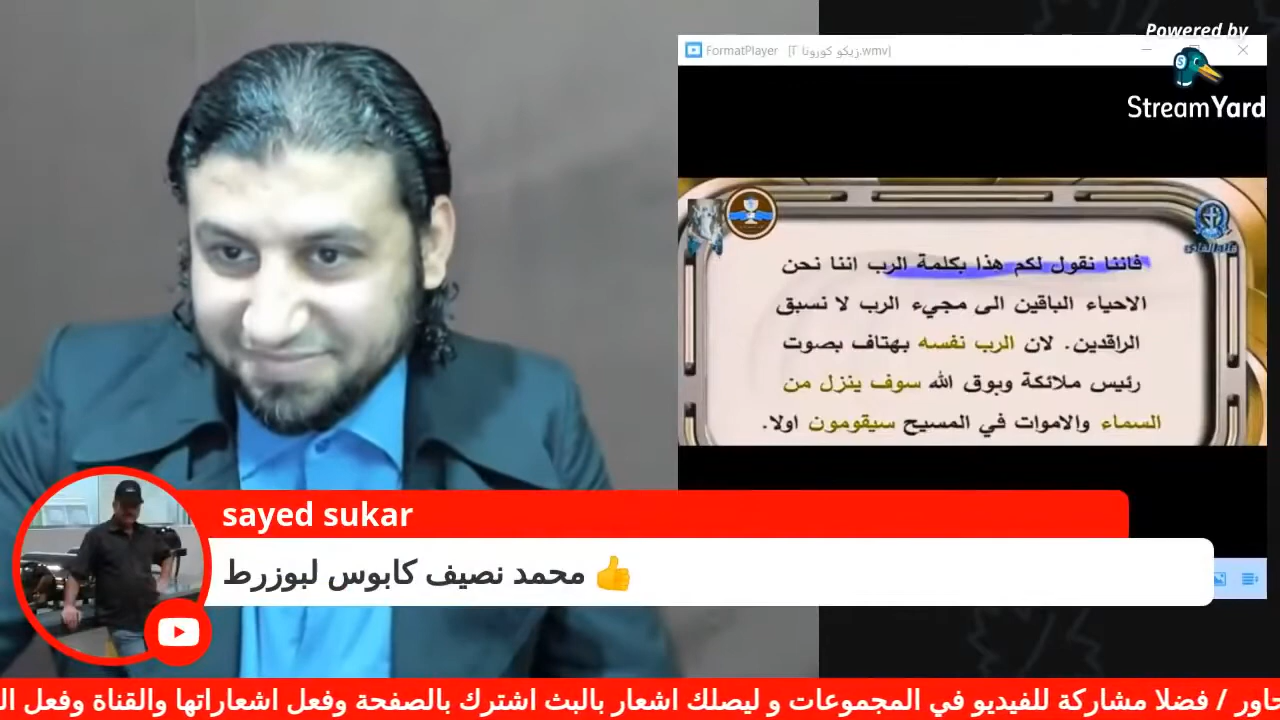 Powered by
StreamYard
FormatPlayer [زيكو كورونا T.wmv]
فاننا نقول لكم هذا بكلمة الرب اننا نحن
الاحياء الباقين الى مجيء الرب لا نسبق
الراقدين. لان الرب نفسه بهتاف بصوت
رئيس ملائكة وبوق الله سوف ينزل من
السماء والاموات في المسيح سيقومون اولا.
sayed sukar
محمد نصيف كابوس لبوزرط 👍
حاور / فضلا مشاركة للفيديو في المجموعات و ليصلك اشعار بالبث اشترك بالصفحة وفعل اشعاراتها والقناة وفعل ال